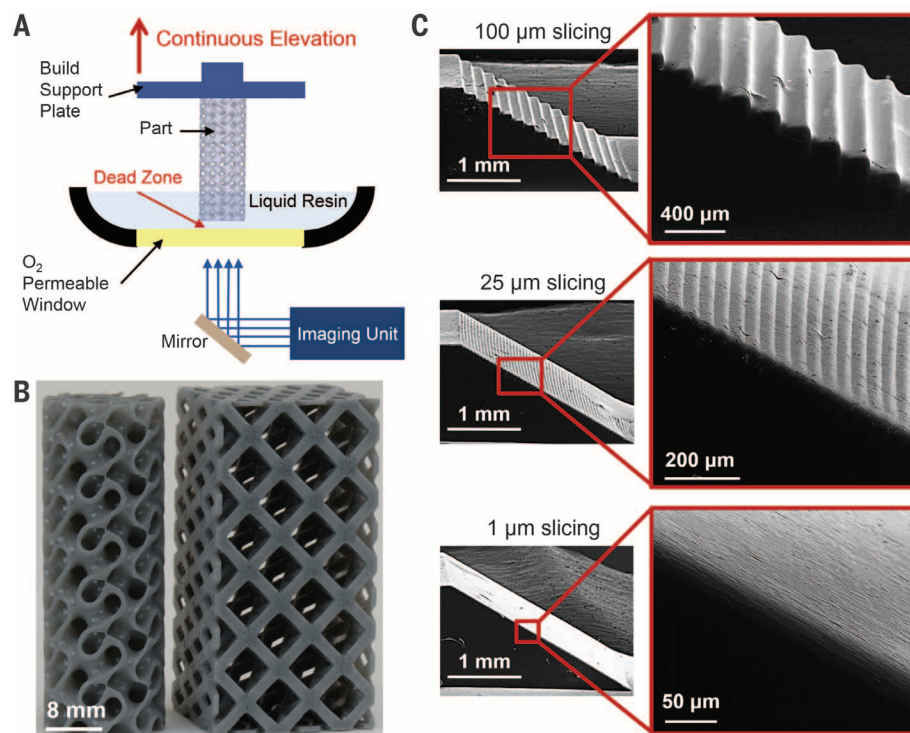 A
Continuous Elevation
Build
Support
Plate
Part
Dead Zone
Liquid Resin
O₂
Permeable
Window
Mirror
Imaging Unit
B
8 mm
C
100 µm slicing
1 mm
400 µm
25 µm slicing
1 mm
200 µm
1 µm slicing
1 mm
50 µm